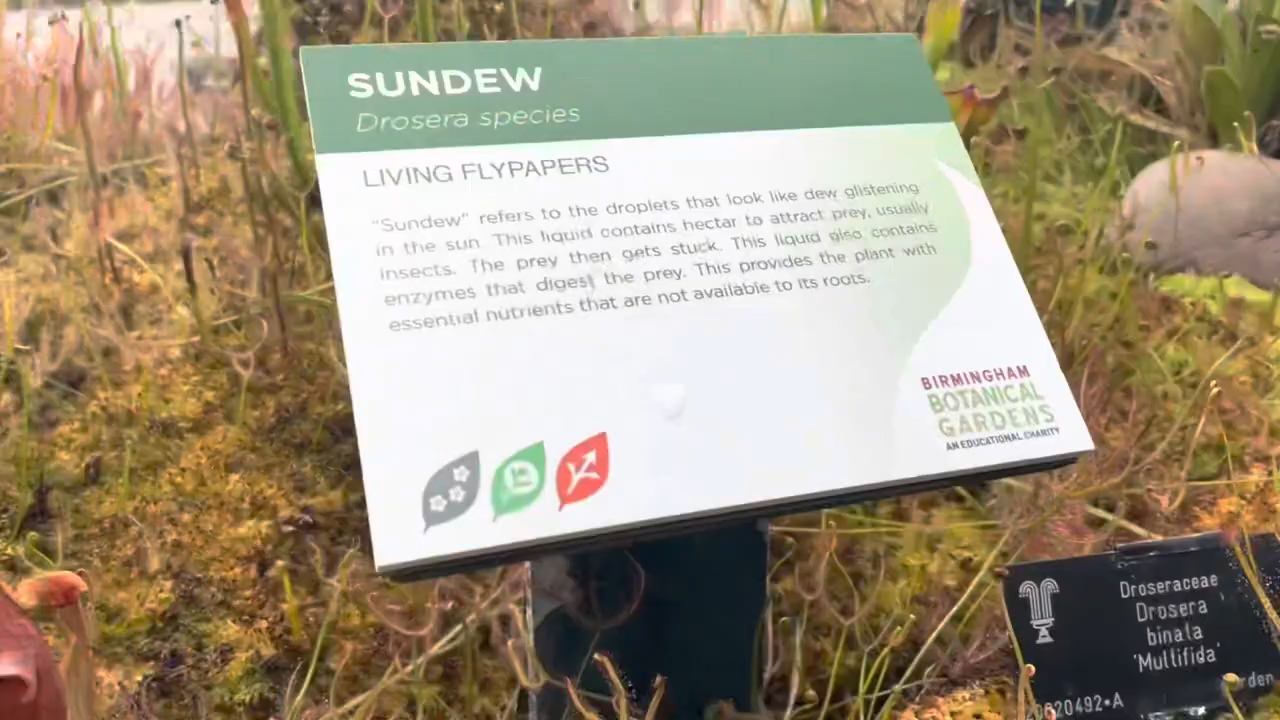 SUNDEW
Drosera species
LIVING FLYPAPERS
“Sundew” refers to the droplets that look like dew glistening
in the sun. This liquid contains hectar to attract prey, usually
insects. The prey then gets stuck. This liquid also contains
enzymes that digest the prey. This provides the plant with
essential nutrients that are not available to its roots.
BIRMINGHAM
BOTANICAL
GARDENS
AN EDUCATIONAL CHARITY
Droseraceae
Drosera
binata
'Multifida'
rden
20020492•A